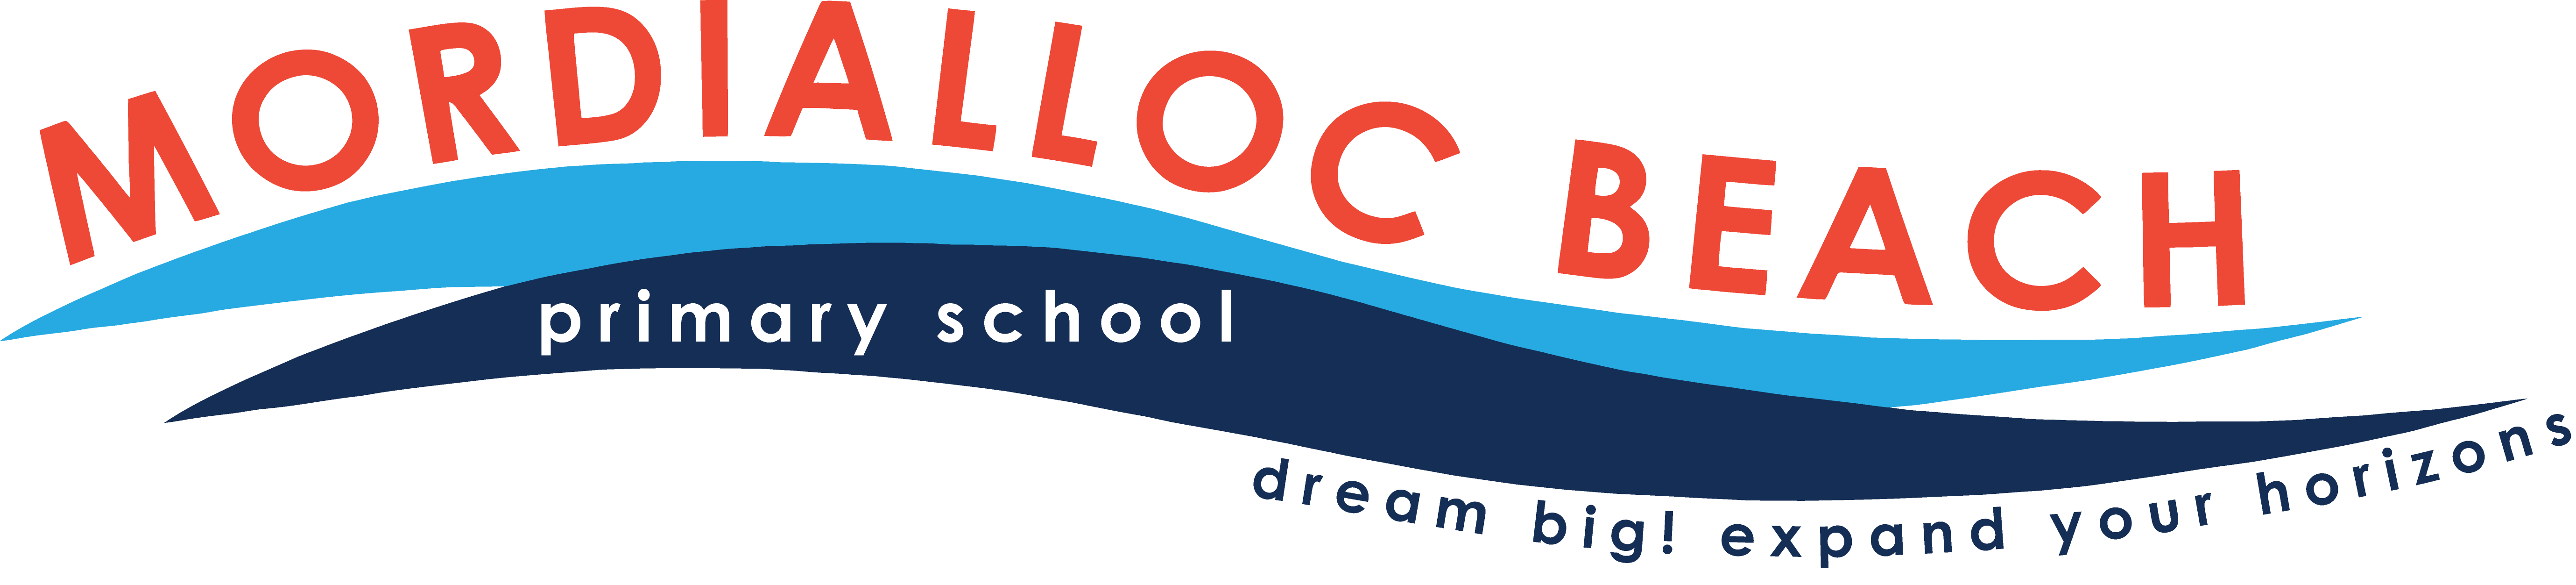 MORDIALLOC BEACH
primary school
dream big! expand your horizons